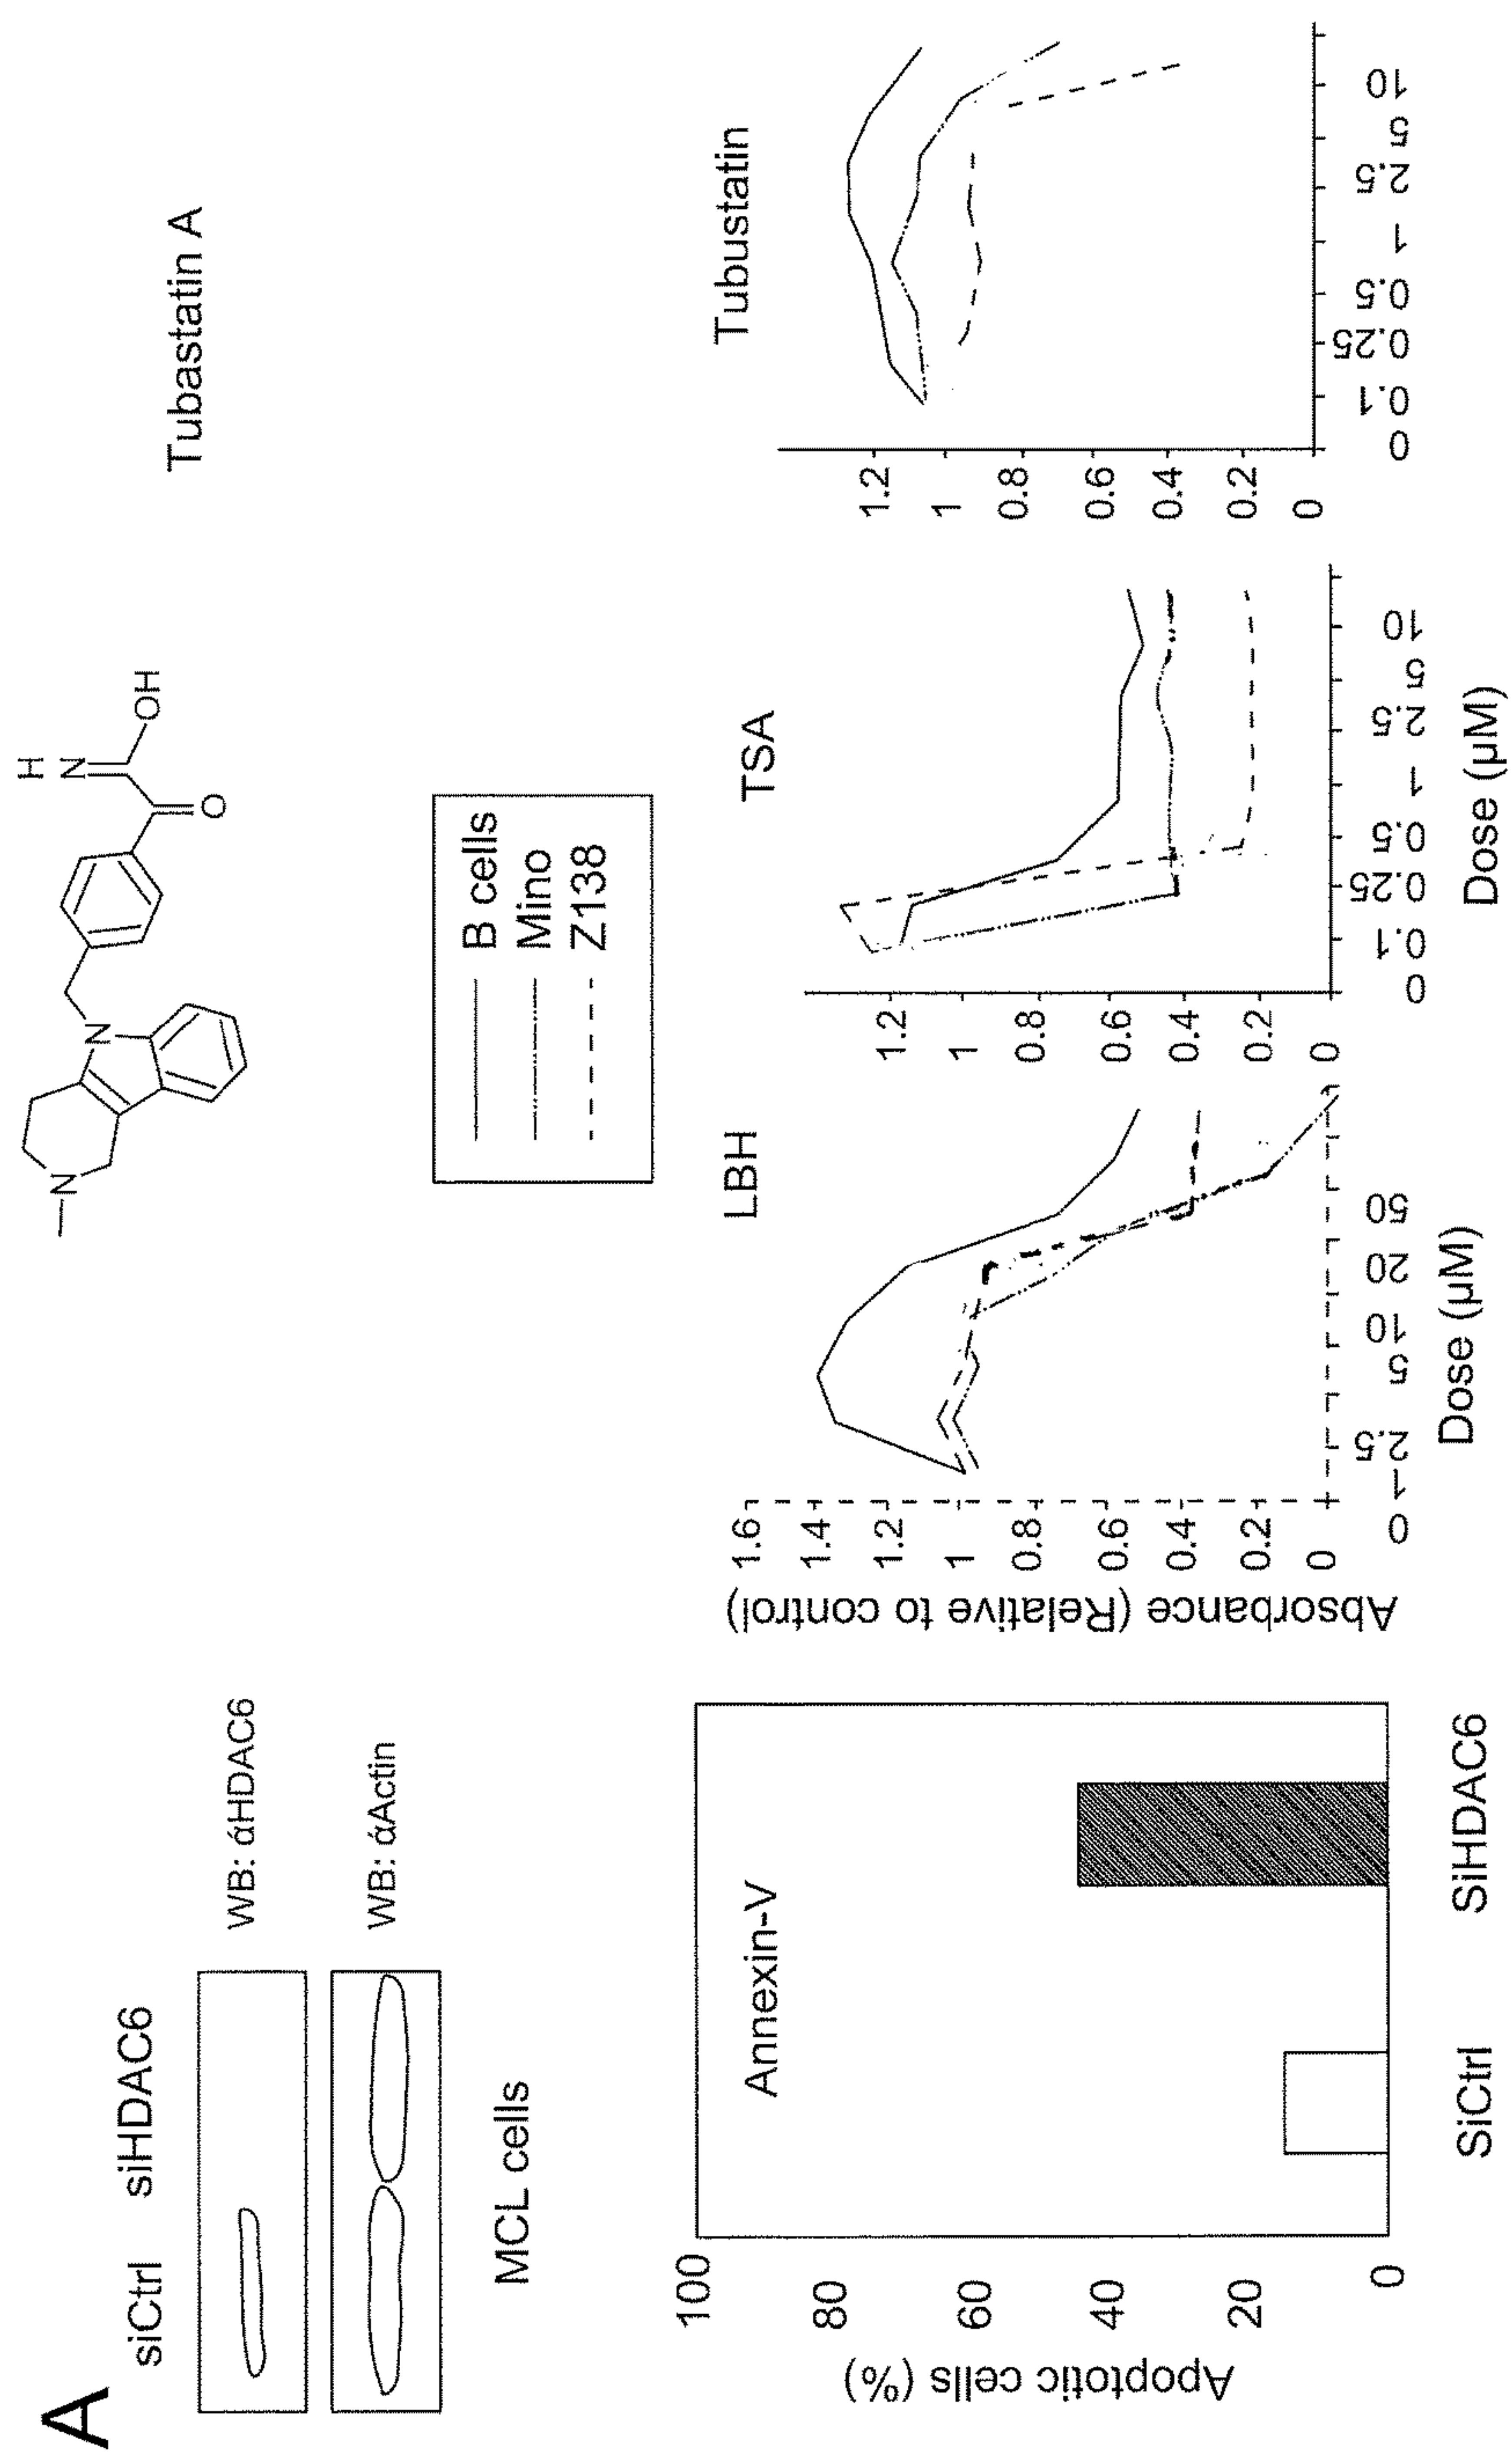 A
siCtrl siHDAC6
WB: άHDAC6
WB: άActin
MCL cells
Apoptotic cells (%)
100
80
60
40
20
0
Annexin-V
SiCtrl SiHDAC6
N
N
O
N
H
OH
Tubastatin A
B cells
Mino
Z138
Absorbance (Relative to control)
LBH
1.6
1.4
1.2
1
0.8
0.6
0.4
0.2
0
0 1 2.5 5 10 20 50
Dose (μM)
TSA
1.2
1
0.8
0.6
0.4
0.2
0
0 0.1 0.25 0.5 1 2.5 5 10
Dose (μM)
Tubustatin
1.2
1
0.8
0.6
0.4
0.2
0
0 0.1 0.25 0.5 1 2.5 5 10